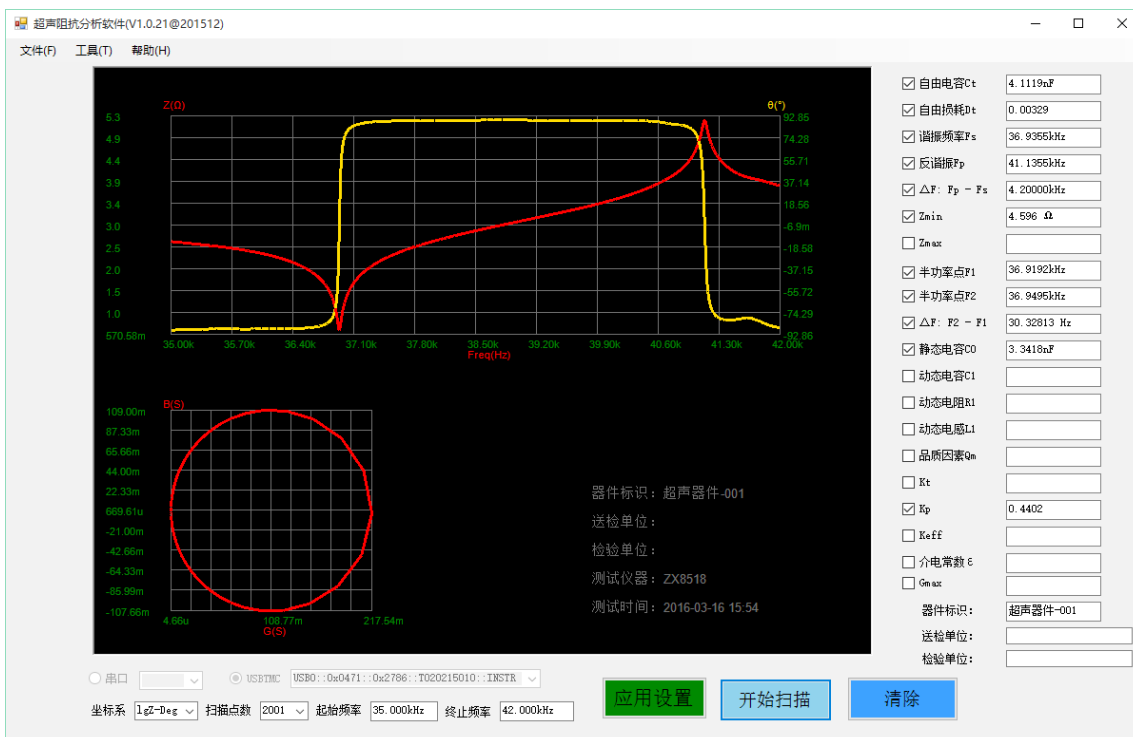 超声阻抗分析软件(V1.0.21@201512)
文件(F) 工具(T) 帮助(H)
Z(Ω) θ(°)
5.3 92.85
4.9 74.28
4.4 55.71
3.9 37.14
3.4 18.56
3.0 -6.9m
2.5 -18.58
2.0 -37.15
1.5 -55.72
1.0 -74.29
570.58m -92.86
35.00k 35.70k 36.40k 37.10k 37.80k 38.50k 39.20k 39.90k 40.60k 41.30k 42.00k
Freq(Hz)
B(S)
109.00m
87.33m
65.66m
44.00m
22.33m
669.61u
-21.00m
-42.66m
-64.33m
-85.99m
-107.66m
4.66u 108.77m 217.54m
G(S)
器件标识：超声器件-001
送检单位：
检验单位：
测试仪器：ZX8518
测试时间：2016-03-16 15:54
自由电容Ct 4.1119nF
自由损耗Dt 0.00329
谐振频率Fs 36.9355kHz
反谐振Fp 41.1355kHz
△F: Fp - Fs 4.20000kHz
Zmin 4.596 Ω
Zmax
半功率点F1 36.9192kHz
半功率点F2 36.9495kHz
△F: F2 - F1 30.32813 Hz
静态电容C0 3.3418nF
动态电容C1
动态电阻R1
动态电感L1
品质因素Qm
Kt
Kp 0.4402
Keff
介电常数ε
Gmax
器件标识: 超声器件-001
送检单位:
检验单位:
串口 USBTMC USB0::0x0471::0x2786::T020215010::INSTR
坐标系 lgZ-Deg 扫描点数 2001 起始频率 35.000kHz 终止频率 42.000kHz
应用设置 开始扫描 清除